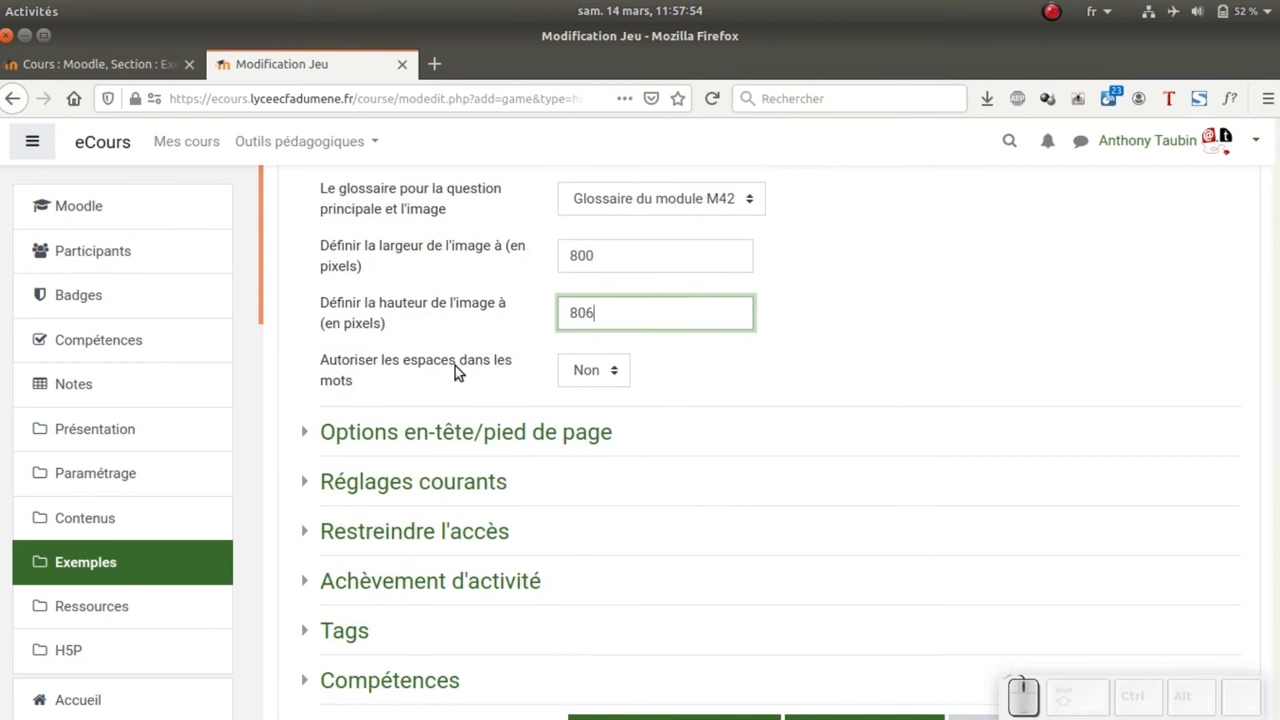 Activités
sam. 14 mars, 11:57:54
fr
52 %
Modification Jeu - Mozilla Firefox
Cours : Moodle, Section : Ex
Modification Jeu
https://ecours.lyceecfadumene.fr/course/modedit.php?add=game&type=h
Rechercher
23
eCours
Mes cours
Outils pédagogiques
Anthony Taubin
Moodle
Participants
Badges
Compétences
Notes
Présentation
Paramétrage
Contenus
Exemples
Ressources
H5P
Accueil
Le glossaire pour la question
principale et l'image
Glossaire du module M42
Définir la largeur de l'image à (en
pixels)
800
Définir la hauteur de l'image à
(en pixels)
806
Autoriser les espaces dans les
mots
Non
Options en-tête/pied de page
Réglages courants
Restreindre l'accès
Achèvement d'activité
Tags
Compétences
Shift
Ctrl
Alt